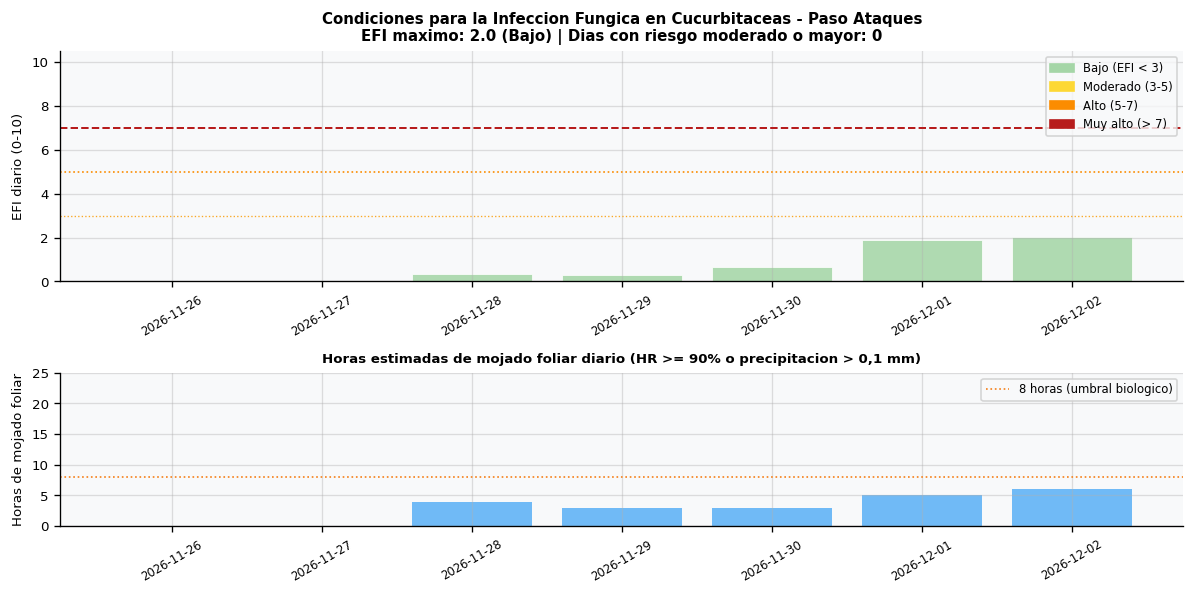 Condiciones para la Infeccion Fungica en Cucurbitaceas - Paso Ataques
EFI maximo: 2.0 (Bajo) | Dias con riesgo moderado o mayor: 0
EFI diario (0-10)
10
8
6
4
2
0
Bajo (EFI < 3)
Moderado (3-5)
Alto (5-7)
Muy alto (> 7)
2026-11-26
2026-11-27
2026-11-28
2026-11-29
2026-11-30
2026-12-01
2026-12-02
Horas estimadas de mojado foliar diario (HR >= 90% o precipitacion > 0,1 mm)
Horas de mojado foliar
25
20
15
10
5
0
8 horas (umbral biologico)
2026-11-26
2026-11-27
2026-11-28
2026-11-29
2026-11-30
2026-12-01
2026-12-02